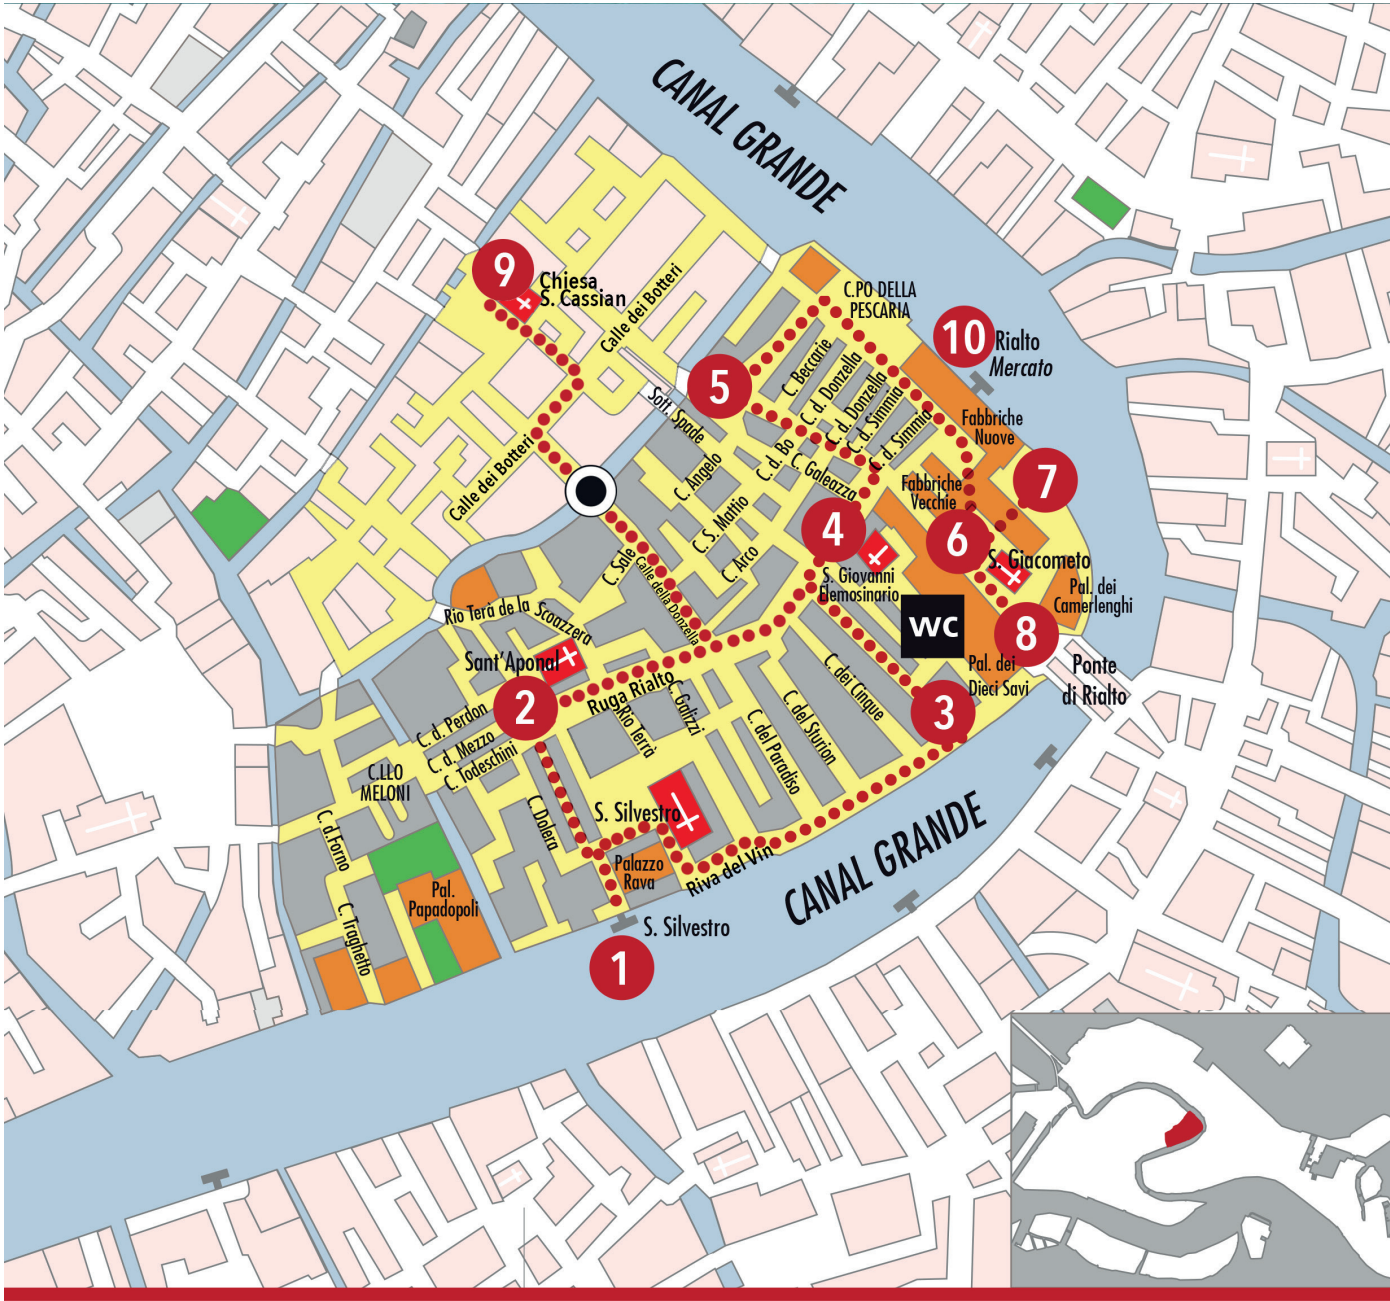 CANAL GRANDE
9
Chiesa
S. Cassian
Calle dei Botteri
C.PO DELLA
PESCARIA
10
Rialto
Mercato
5
C. Beccarie
C. d. Donzella
C. d. Donzella
C. d. Simmia
C. d. Simmia
Fabbriche
Nuove
Sott. Spade
Calle dei Botteri
C. Angelo
C. d. Bo
C. Galeazza
Fabbriche
Vecchie
7
C. S. Mattio
4
6
C. Sale
Calle della Donzella
C. Arco
S. Giovanni
Elemosinario
S. Giacometo
Pal. dei
Camerlenghi
Rio Terà de la Scoazzera
WC
8
Sant'Aponal
Pal. dei
Dieci Savi
Ponte
di Rialto
2
Ruga Rialto
C. Galizzi
C. dei Cinque
3
C. d. Perdon
C. d. Mezzo
C. Todeschini
Rio Terrà
C. del Paradiso
C. del Sturion
C.LLO
MELONI
C. d.Forno
C. Dolera
S. Silvestro
Palazzo
Rava
Riva del Vin
CANAL GRANDE
Pal.
Papadopoli
C. Traghetto
S. Silvestro
1